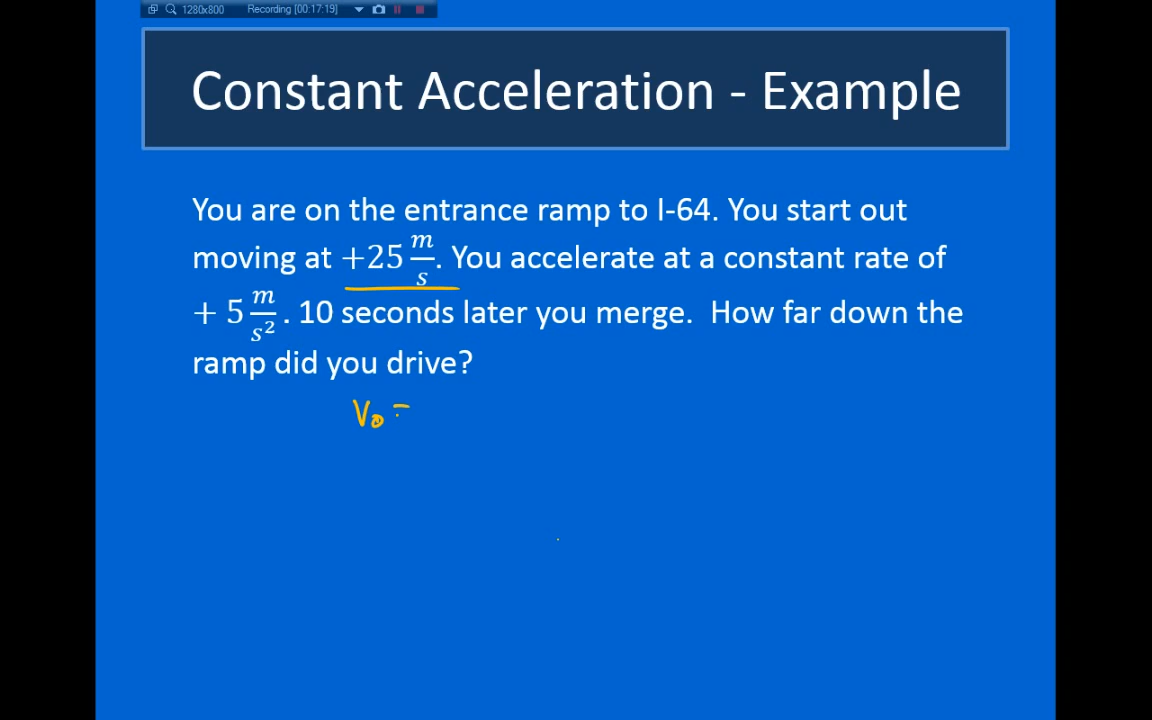 1280x800 Recording [00:17:19]
Constant Acceleration - Example
You are on the entrance ramp to I-64. You start out
moving at +25 m/s. You accelerate at a constant rate of
+ 5 m/s². 10 seconds later you merge. How far down the
ramp did you drive?
V₀ =